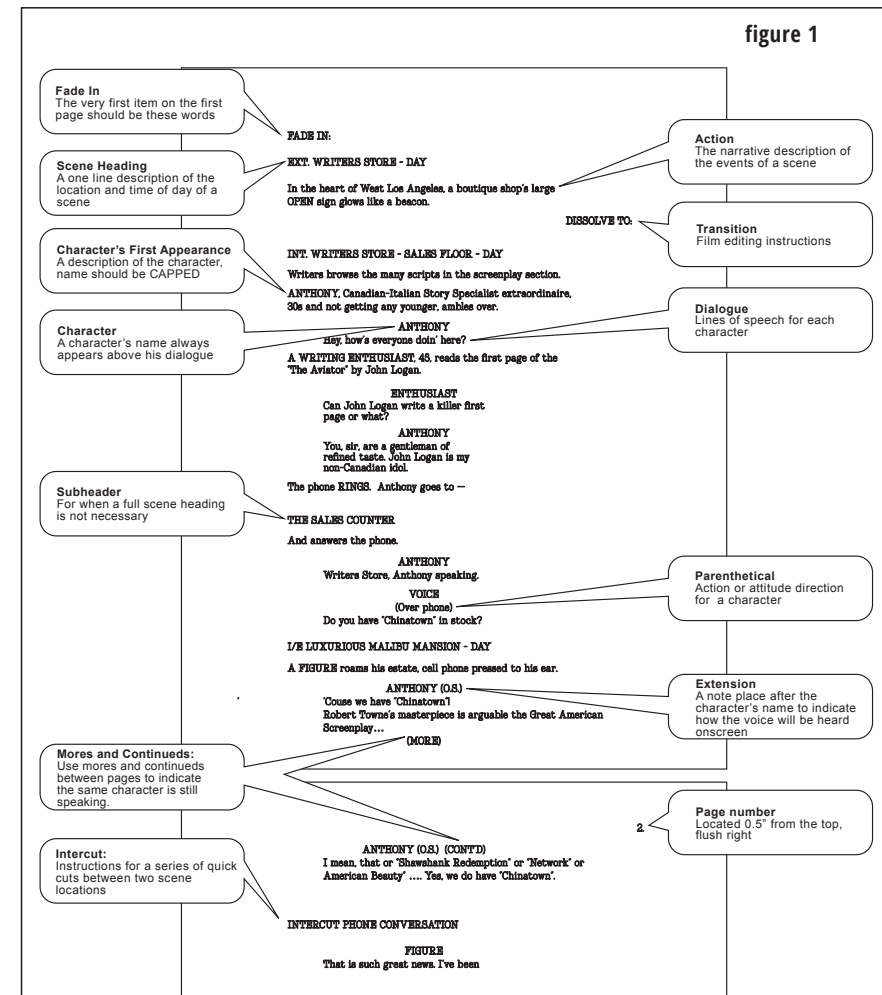 figure 1
Fade In
The very first item on the first
page should be these words
FADE IN:
Scene Heading
A one line description of the
location and time of day of a
scene
EXT. WRITERS STORE - DAY
Action
The narrative description of
the events of a scene
In the heart of West Los Angeles, a boutique shop's large
OPEN sign glows like a beacon.
DISSOLVE TO:
Transition
Film editing instructions
Character's First Appearance
A description of the character,
name should be CAPPED
INT. WRITERS STORE - SALES FLOOR - DAY
Writers browse the many scripts in the screenplay section.
ANTHONY, Canadian-Italian Story Specialist extraordinaire,
30s and not getting any younger, ambles over.
Dialogue
Lines of speech for each
character
Character
A character's name always
appears above his dialogue
ANTHONY
Hey, how's everyone doin' here?
A WRITING ENTHUSIAST, 45, reads the first page of the
"The Aviator" by John Logan.
ENTHUSIAST
Can John Logan write a killer first
page or what?
ANTHONY
You, sir, are a gentleman of
refined taste. John Logan is my
non-Canadian idol.
The phone RINGS. Anthony goes to —
Subheader
For when a full scene heading
is not necessary
THE SALES COUNTER
And answers the phone.
ANTHONY
Writers Store, Anthony speaking.
VOICE
(Over phone)
Do you have "Chinatown" in stock?
Parenthetical
Action or attitude direction
for a character
I/E LUXURIOUS MALIBU MANSION - DAY
A FIGURE roams his estate, cell phone pressed to his ear.
ANTHONY (O.S.)
'Couse we have "Chinatown"!
Robert Towne's masterpiece is arguable the Great American
Screenplay...
(MORE)
Extension
A note place after the
character's name to indicate
how the voice will be heard
onscreen
Mores and Continueds:
Use mores and continueds
between pages to indicate
the same character is still
speaking.
2.
Page number
Located 0.5" from the top,
flush right
ANTHONY (O.S.) (CONT'D)
I mean, that or "Shawshank Redemption" or "Network" or
American Beauty" .... Yes, we do have "Chinatown".
Intercut:
Instructions for a series of quick
cuts between two scene
locations
INTERCUT PHONE CONVERSATION
FIGURE
That is such great news. I've been